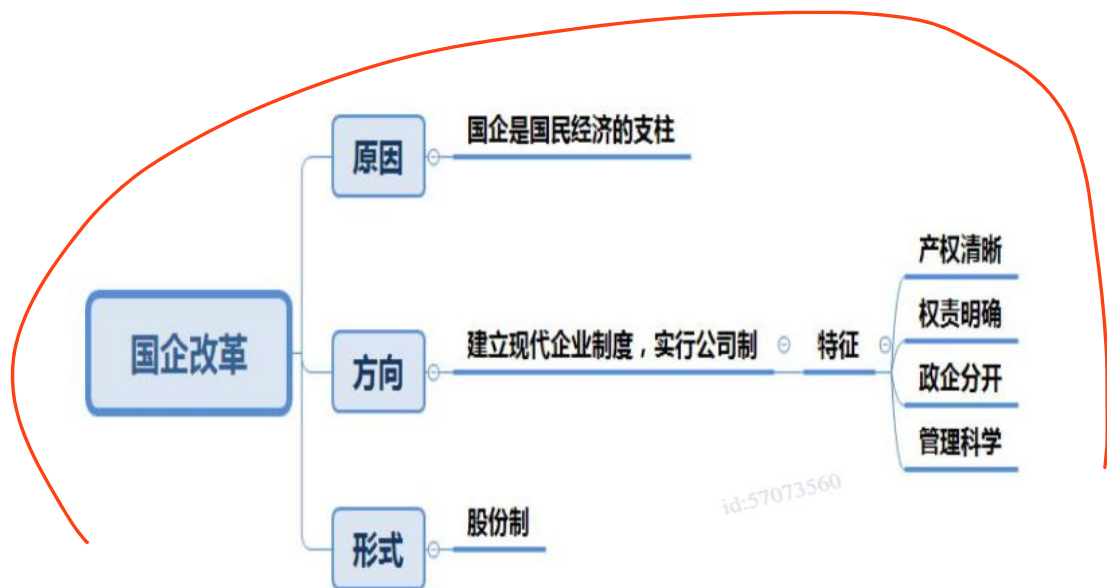 原因
国企是国民经济的支柱
国企改革
方向
建立现代企业制度，实行公司制
特征
产权清晰
权责明确
政企分开
管理科学
形式
股份制
id:57073560